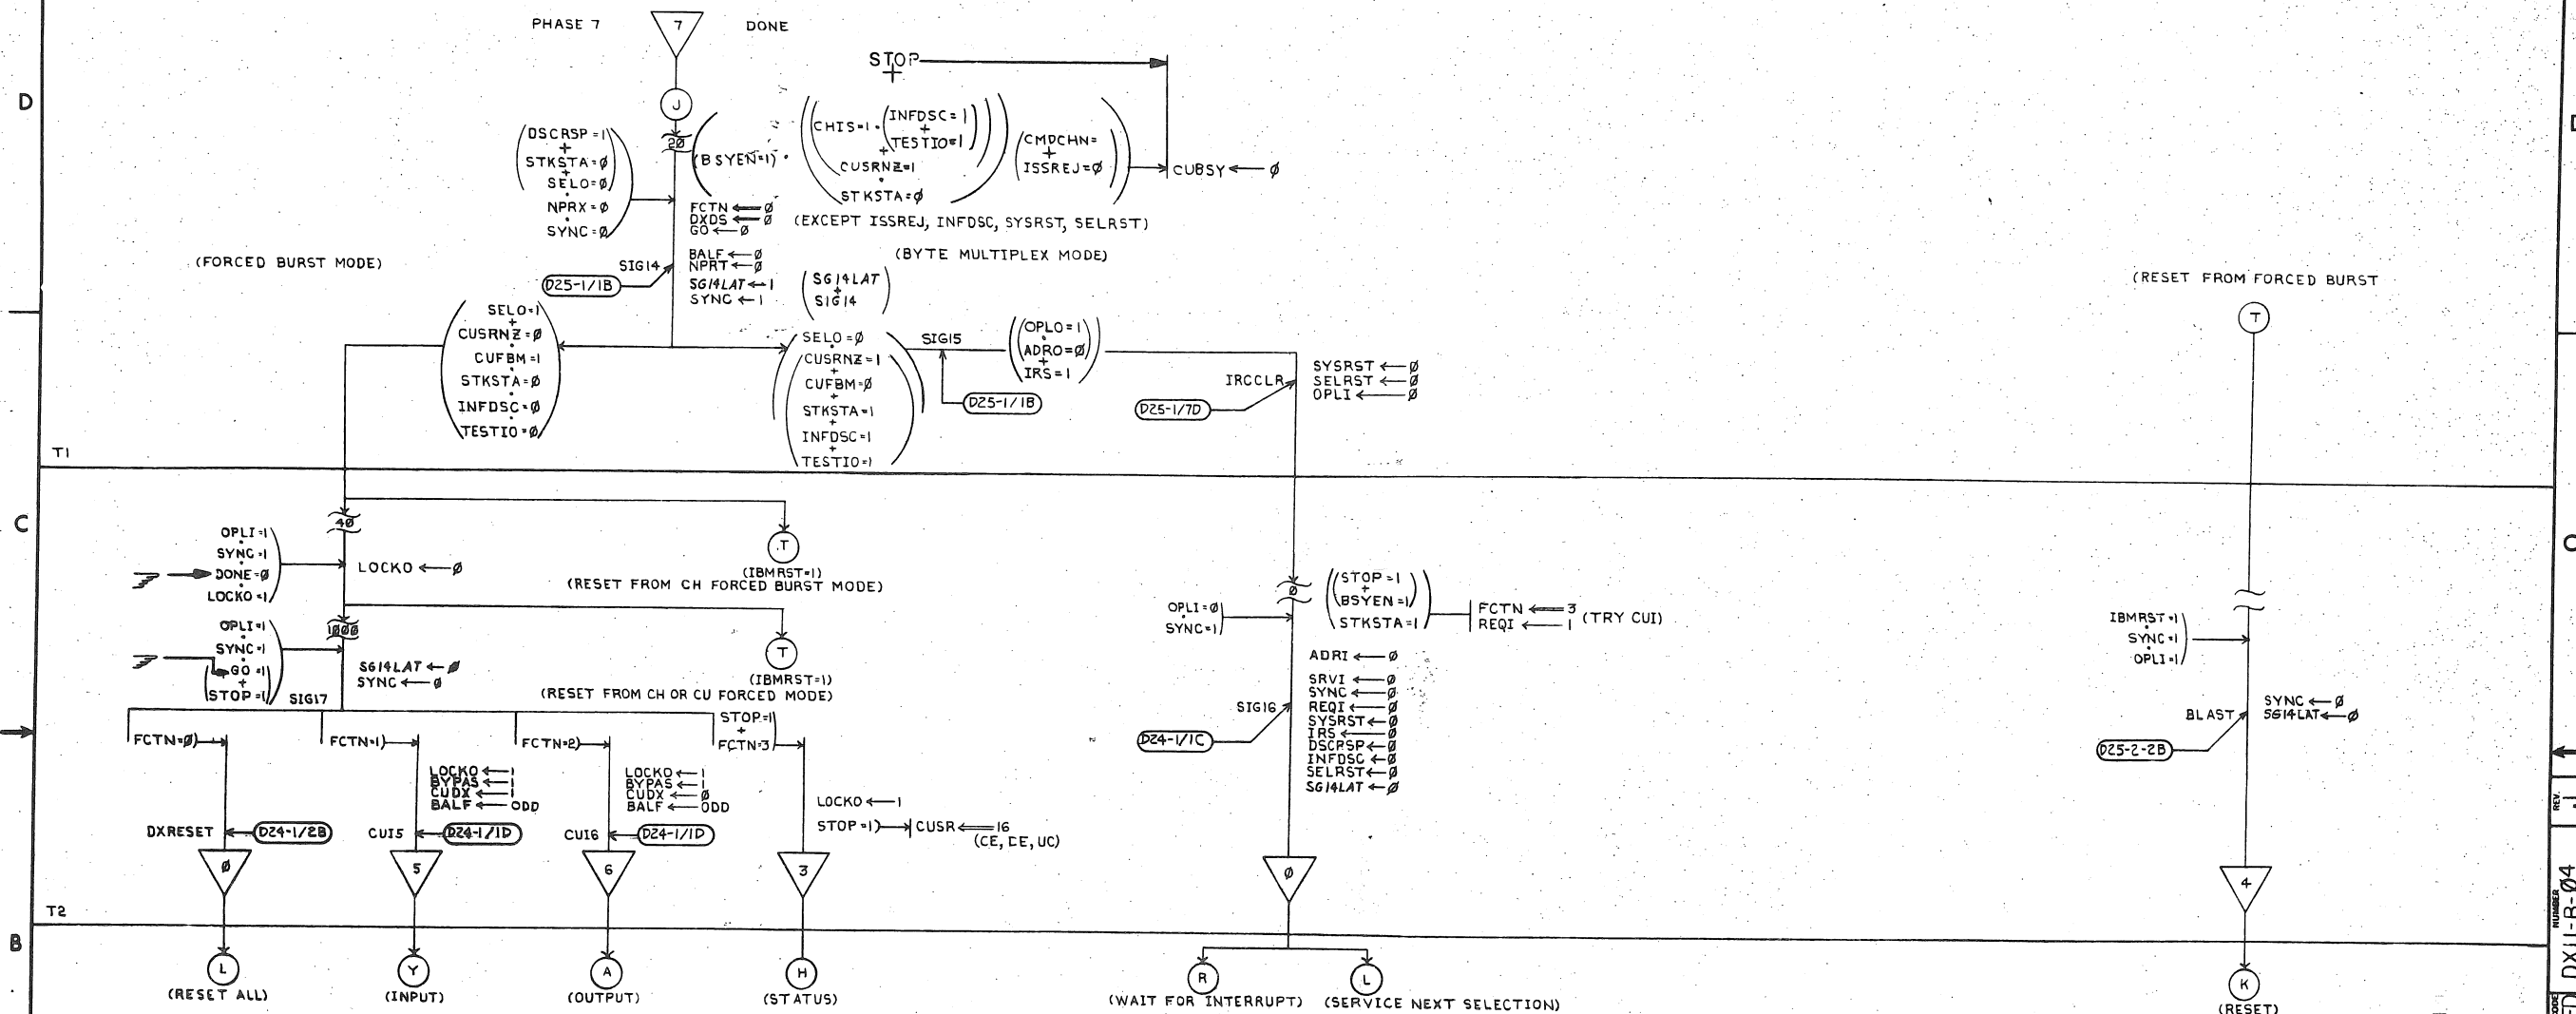 PHASE 7
7
DONE
STOP
+
D
J
20
(DSCRSP=1
+
STKSTA=Ø
+
SELO=Ø)
·
NPRX=Ø
·
SYNC=Ø)
(BSYEN=1) ·
((CHIS=1 · (INFDSC=1
+
TESTIO=1))
+
CUSRNZ=1
·
STKSTA=Ø)
(CMDCHN=
+
ISSREJ=Ø)
CUBSY ← Ø
FCTN ⇐ Ø
DXDS ⇐ Ø
GO ← Ø
(EXCEPT ISSREJ, INFDSC, SYSRST, SELRST)
(FORCED BURST MODE)
SIG14
D25-1/1B
BALF ← Ø
NPRT ← Ø
SG14LAT ← 1
SYNC ← 1
(BYTE MULTIPLEX MODE)
(SG14LAT
+
SIG14)
(RESET FROM FORCED BURST
T
SELO=1
+
CUSRNZ=Ø
·
CUFBM=1
·
STKSTA=Ø
·
INFDSC=Ø
·
TESTIO=Ø
SELO=Ø
·
CUSRNZ=1
+
CUFBM=Ø
+
STKSTA=1
+
INFDSC=1
+
TESTIO=1
SIG15
D25-1/1B
((OPLO=1
·
ADRO=Ø)
+
IRS=1)
IRCCLR
D25-1/7D
SYSRST ← Ø
SELRST ← Ø
OPLI ← Ø
T1
C
40
OPLI=1
·
SYNC=1
·
DONE=Ø
·
LOCKO=1
LOCKO ← Ø
T
(IBMRST=1)
(RESET FROM CH FORCED BURST MODE)
1000
OPLI=1
·
SYNC=1
·
GO=1
+
STOP=1
SG14LAT ← Ø
SYNC ← Ø
SIG17
T
(IBMRST=1)
(RESET FROM CH OR CU FORCED MODE)
FCTN=Ø)
FCTN=1)
FCTN=2)
STOP=1
+
FCTN=3
LOCKO ← 1
BYPAS ← 1
CUDX ← 1
BALF ← ODD
LOCKO ← 1
BYPAS ← 1
CUDX ← Ø
BALF ← ODD
LOCKO ← 1
STOP=1) → CUSR ⇐ 16
(CE, DE, UC)
DXRESET
D24-1/2B
CUI5
D24-1/1D
CUI6
D24-1/1D
Ø
5
6
3
Ø
OPLI=Ø
·
SYNC=1
((STOP=1
+
BSYEN=1)
·
STKSTA=1)
FCTN ⇐ 3
REQI ← 1
(TRY CUI)
ADRI ← Ø
SRVI ← Ø
SYNC ← Ø
REQI ← Ø
SYSRST ← Ø
IRS ← Ø
DSCRSP ← Ø
INFDSC ← Ø
SELRST ← Ø
SG14LAT ← Ø
SIG16
D24-1/1C
Ø
IBMRST=1
·
SYNC=1
·
OPLI=1
BLAST
D25-2-2B
SYNC ← Ø
SG14LAT ← Ø
4
T2
B
L
(RESET ALL)
Y
(INPUT)
A
(OUTPUT)
H
(STATUS)
R
(WAIT FOR INTERRUPT)
L
(SERVICE NEXT SELECTION)
K
(RESET)
REV.
NUMBER
DX11-B-04